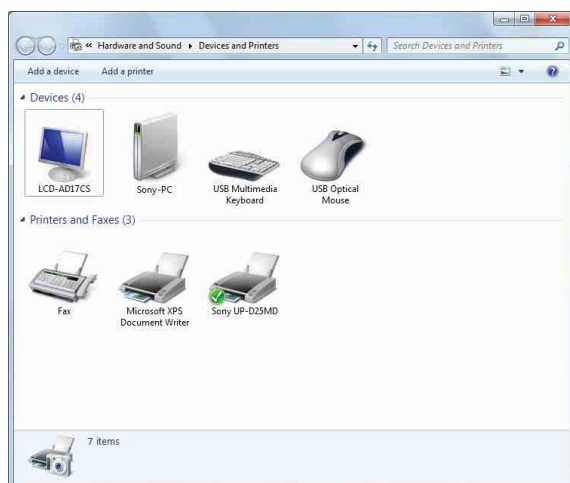 « Hardware and Sound ▸ Devices and Printers
Search Devices and Printers
Add a device Add a printer
Devices (4)
LCD-AD17CS Sony-PC USB Multimedia Keyboard USB Optical Mouse
Printers and Faxes (3)
Fax Microsoft XPS Document Writer Sony UP-D25MD
7 items